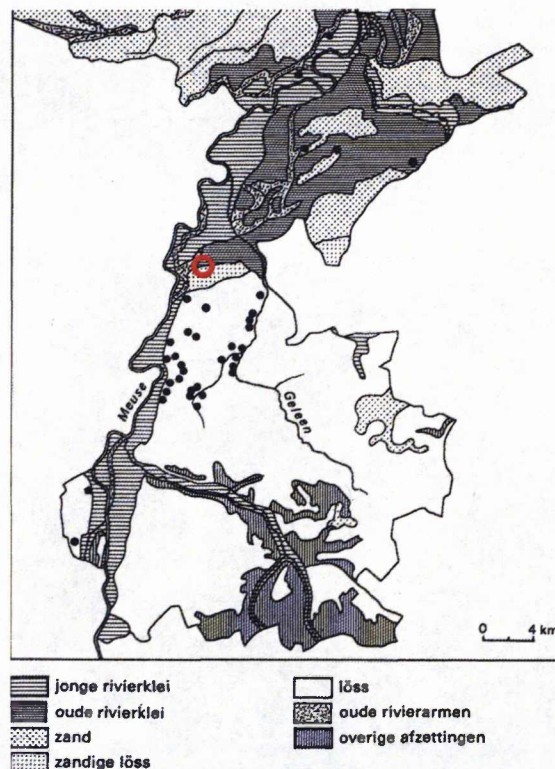 Meuse
Geleen
0 4 km
jonge rivierklei
oude rivierklei
zand
zandige löss
löss
oude rivierarmen
overige afzettingen